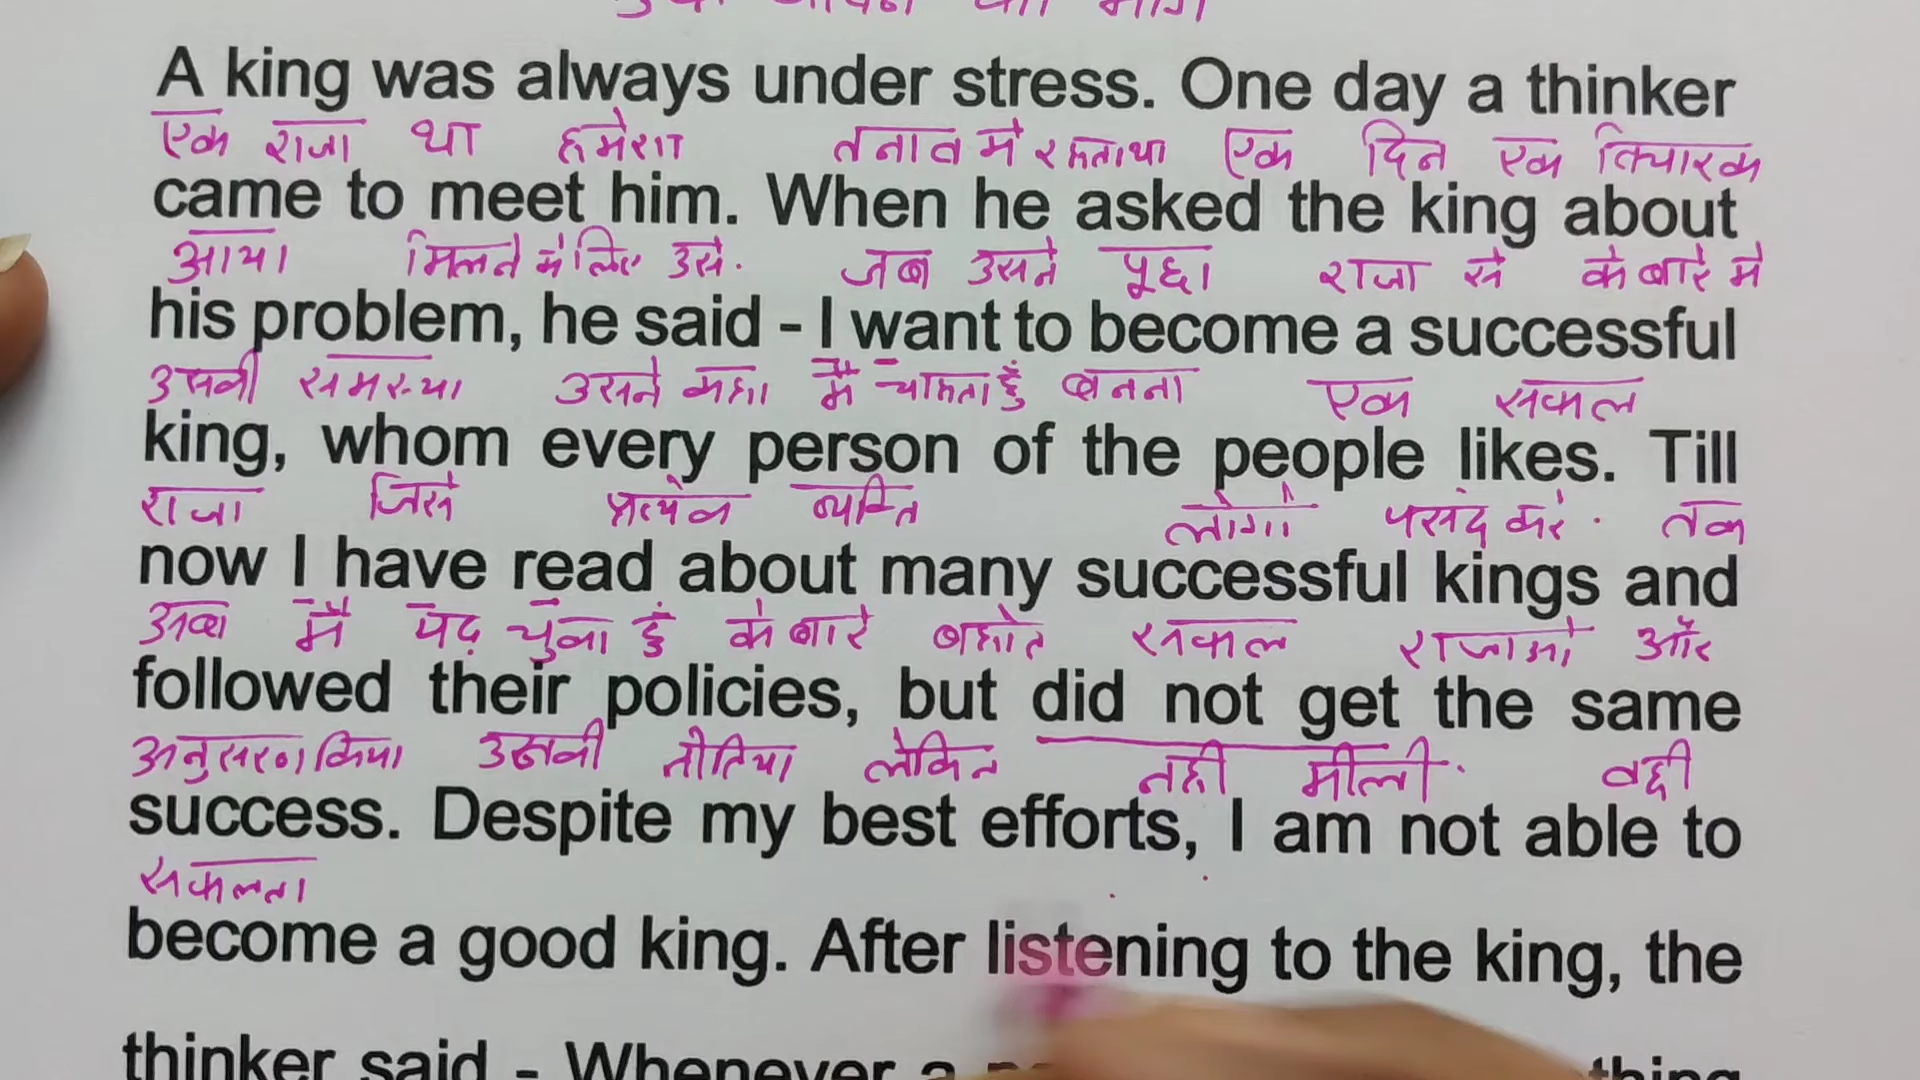 A king was always under stress. One day a thinker
एक राजा था हमेशा तनाव में रहताथा एक दिन एक विचारक
came to meet him. When he asked the king about
आया मिलने के लिए उसे. जब उसने पूछा राजा से के बारे मे
his problem, he said - I want to become a successful
उसकी समस्या उसने कहा मैं चाहता हुँ बनना एक सफल
king, whom every person of the people likes. Till
राजा जिसे प्रत्येक व्यक्ति लोगो पसंद करे. तक
now I have read about many successful kings and
अब मैं पढ़ चुका हुँ के बारे बहोत सफल राजाओ और
followed their policies, but did not get the same
अनुसरण किया उनकी नीतिया लेकिन नही मीली. वही
success. Despite my best efforts, I am not able to
सफलता
become a good king. After listening to the king, the
thinker said - Whenever a